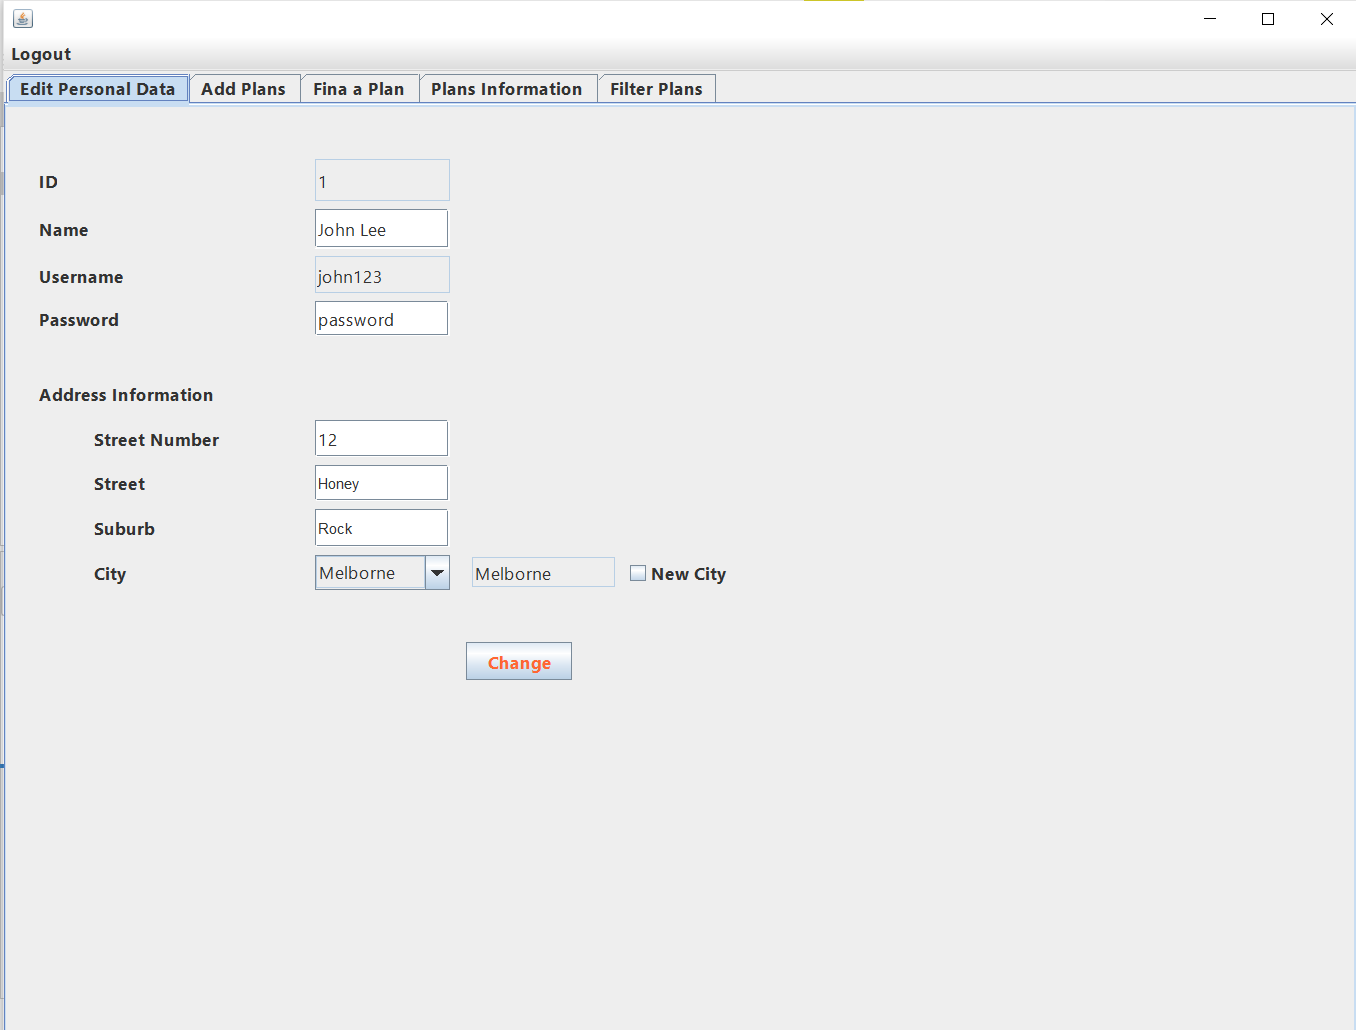 Logout
Edit Personal Data Add Plans Fina a Plan Plans Information Filter Plans
ID 1
Name John Lee
Username john123
Password password
Address Information
Street Number 12
Street Honey
Suburb Rock
City Melborne Melborne New City
Change